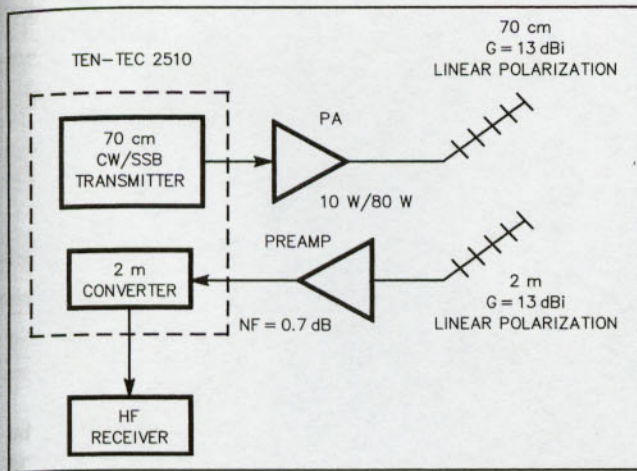 TEN-TEC 2510
70 cm
CW/SSB
TRANSMITTER
PA
10 W/80 W
70 cm
G = 13 dBi
LINEAR POLARIZATION
2 m
CONVERTER
PREAMP
NF = 0.7 dB
2 m
G = 13 dBi
LINEAR POLARIZATION
HF
RECEIVER